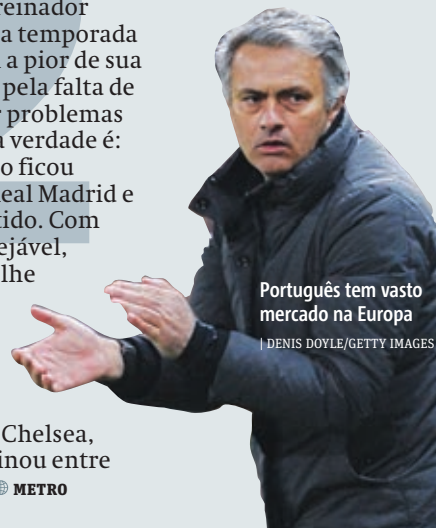 reinador
a temporada
a pior de sua
pela falta de
problemas
a verdade é:
o ficou
Real Madrid e
tido. Com
ejável,
lhe
Chelsea,
inou entre
METRO
Português tem vasto
mercado na Europa
| DENIS DOYLE/GETTY IMAGES